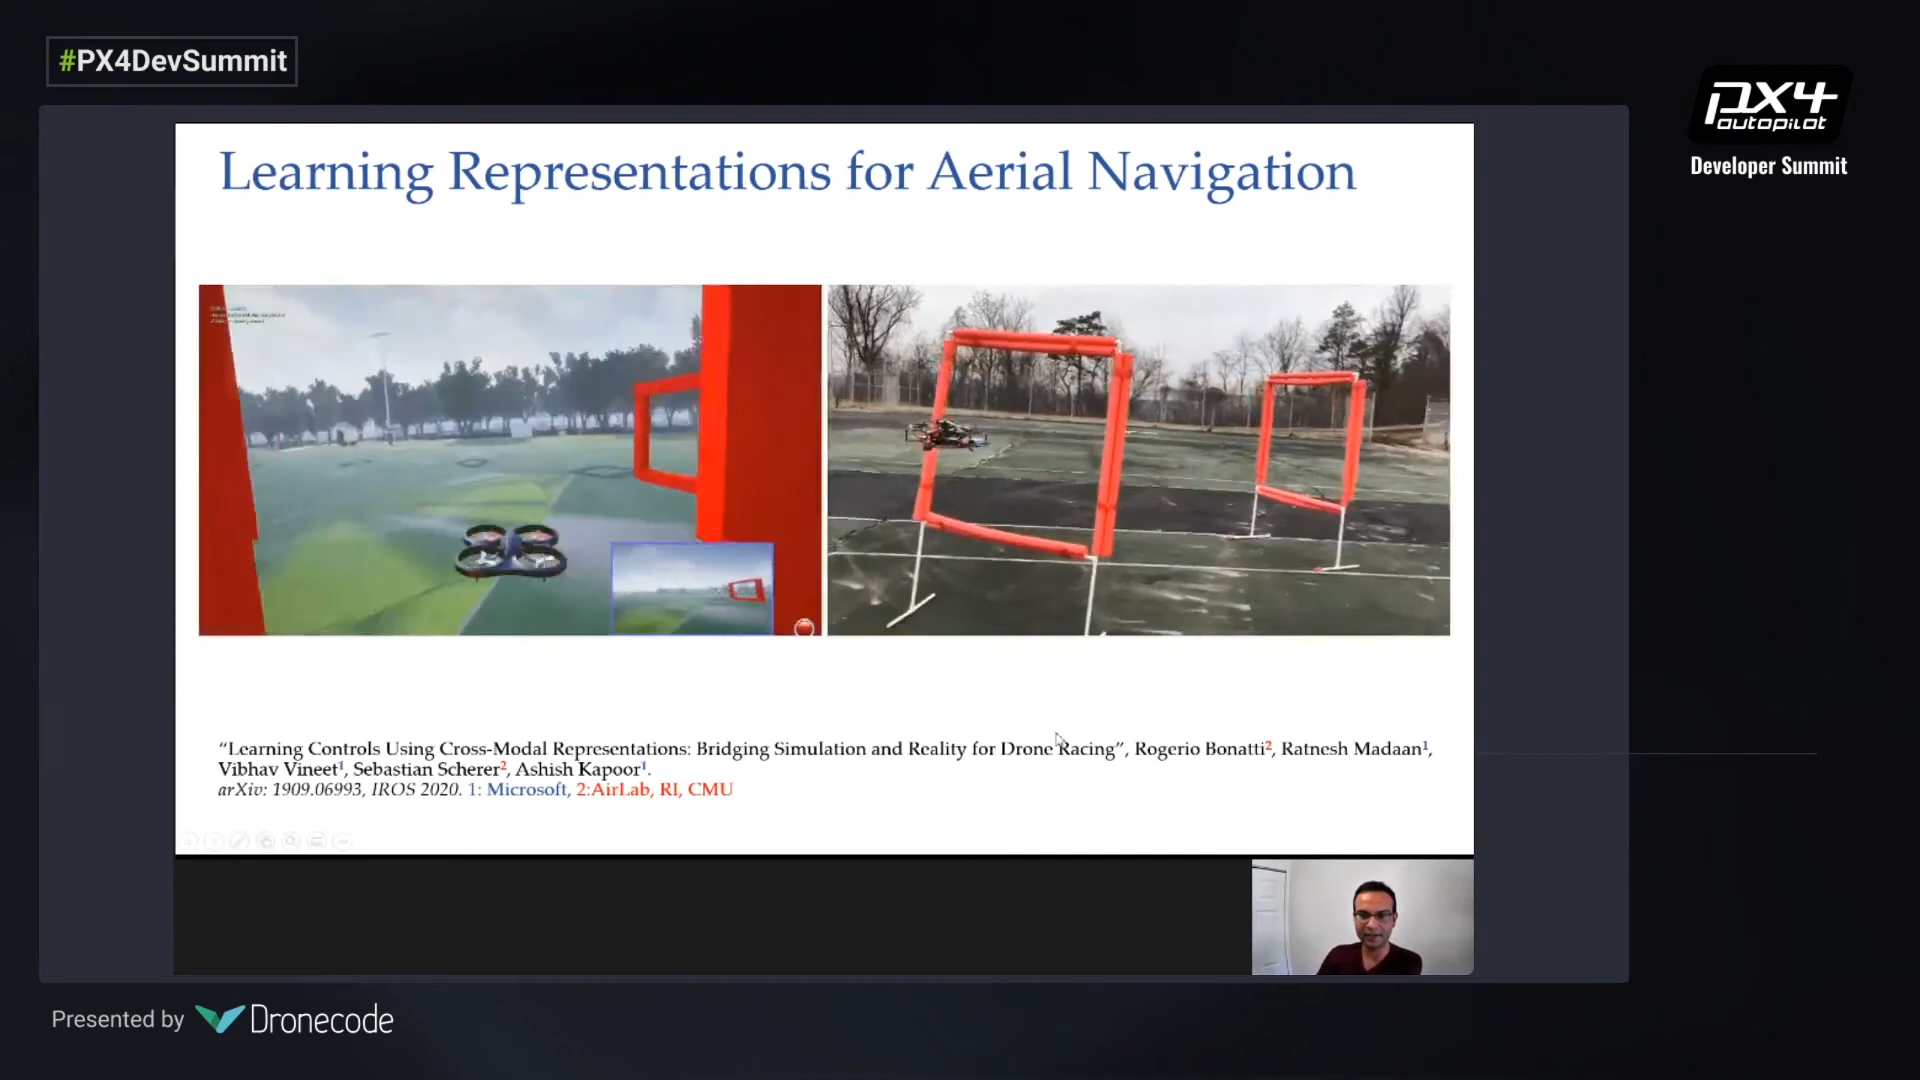 #PX4DevSummit
PX4
autopilot
Developer Summit
Learning Representations for Aerial Navigation
“Learning Controls Using Cross-Modal Representations: Bridging Simulation and Reality for Drone Racing”, Rogerio Bonatti², Ratnesh Madaan¹,
Vibhav Vineet¹, Sebastian Scherer², Ashish Kapoor¹.
arXiv: 1909.06993, IROS 2020. 1: Microsoft, 2:AirLab, RI, CMU
Presented by Dronecode